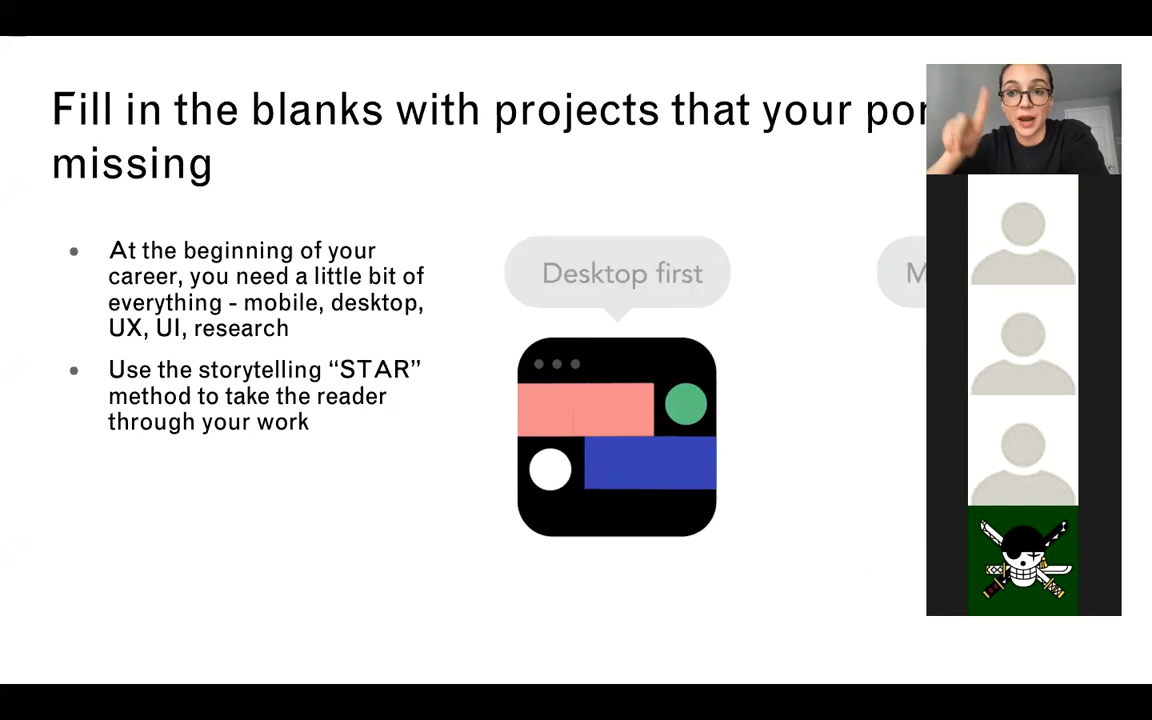 Fill in the blanks with projects that your por
missing
At the beginning of your
career, you need a little bit of
everything - mobile, desktop,
UX, UI, research
Use the storytelling “STAR”
method to take the reader
through your work
Desktop first
M